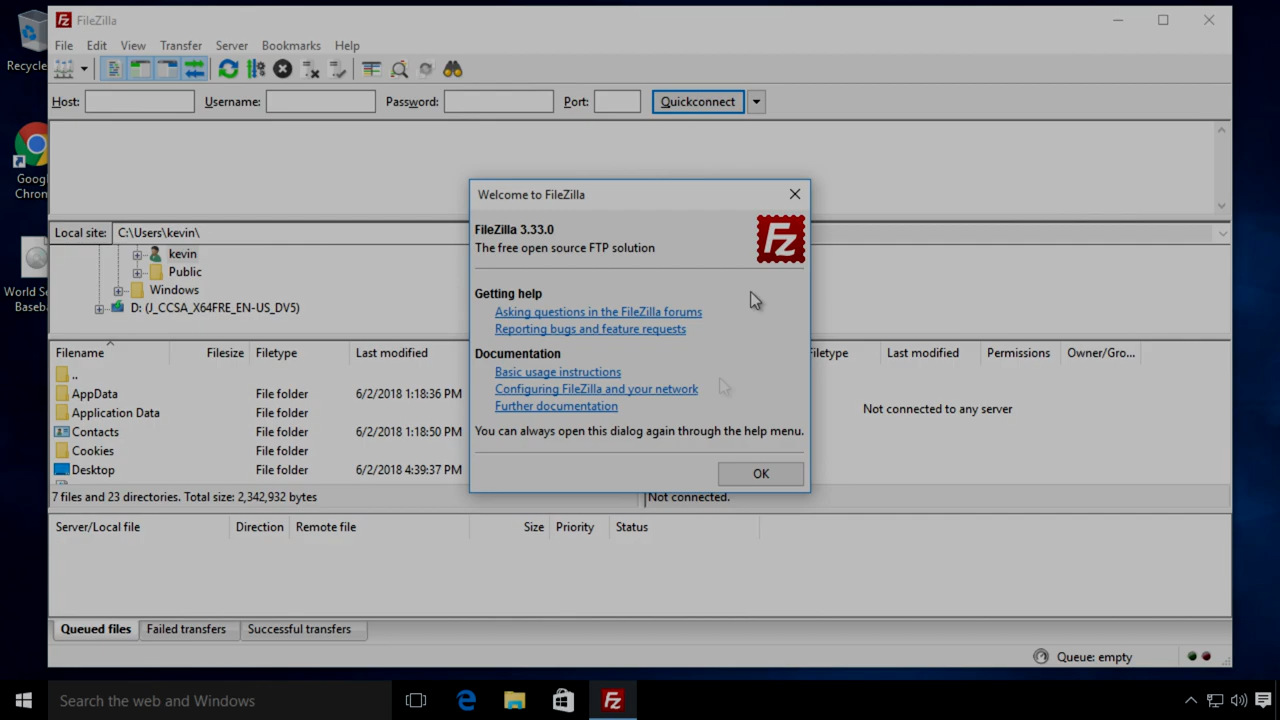 FileZilla
File Edit View Transfer Server Bookmarks Help
Host: Username: Password: Port: Quickconnect
Recycle
Google
Chrom
World Se
Baseb
Local site: C:\Users\kevin\
kevin
Public
Windows
D: (J_CCSA_X64FRE_EN-US_DV5)
Filename Filesize Filetype Last modified
..
AppData File folder 6/2/2018 1:18:36 PM
Application Data File folder
Contacts File folder 6/2/2018 1:18:50 PM
Cookies File folder
Desktop File folder 6/2/2018 4:39:37 PM
7 files and 23 directories. Total size: 2,342,932 bytes
Welcome to FileZilla
FileZilla 3.33.0
The free open source FTP solution
Fz
Getting help
Asking questions in the FileZilla forums
Reporting bugs and feature requests
Documentation
Basic usage instructions
Configuring FileZilla and your network
Further documentation
You can always open this dialog again through the help menu.
OK
iletype Last modified Permissions Owner/Gro...
Not connected to any server
Not connected.
Server/Local file Direction Remote file Size Priority Status
Queued files Failed transfers Successful transfers
Queue: empty
Search the web and Windows